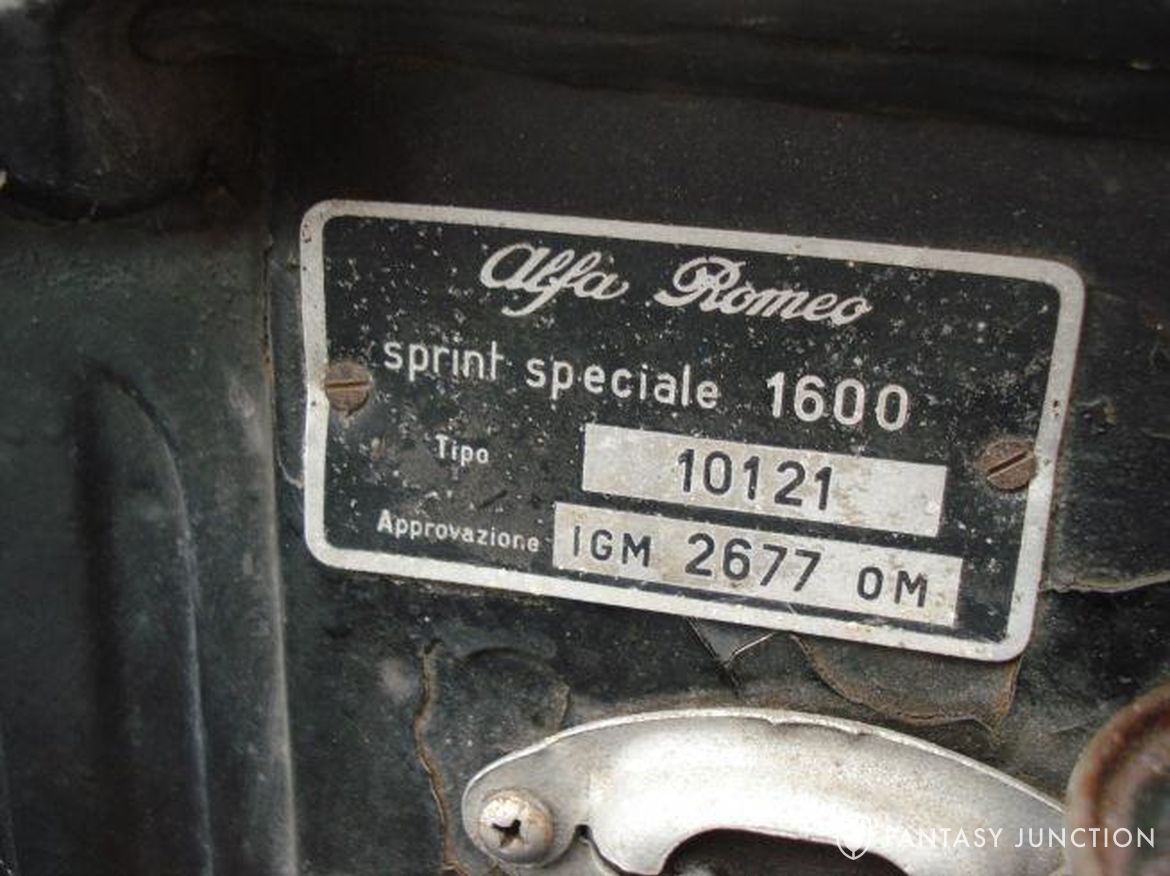 Alfa Romeo
sprint speciale 1600
Tipo 10121
Approvazione IGM 2677 OM
FANTASY JUNCTION